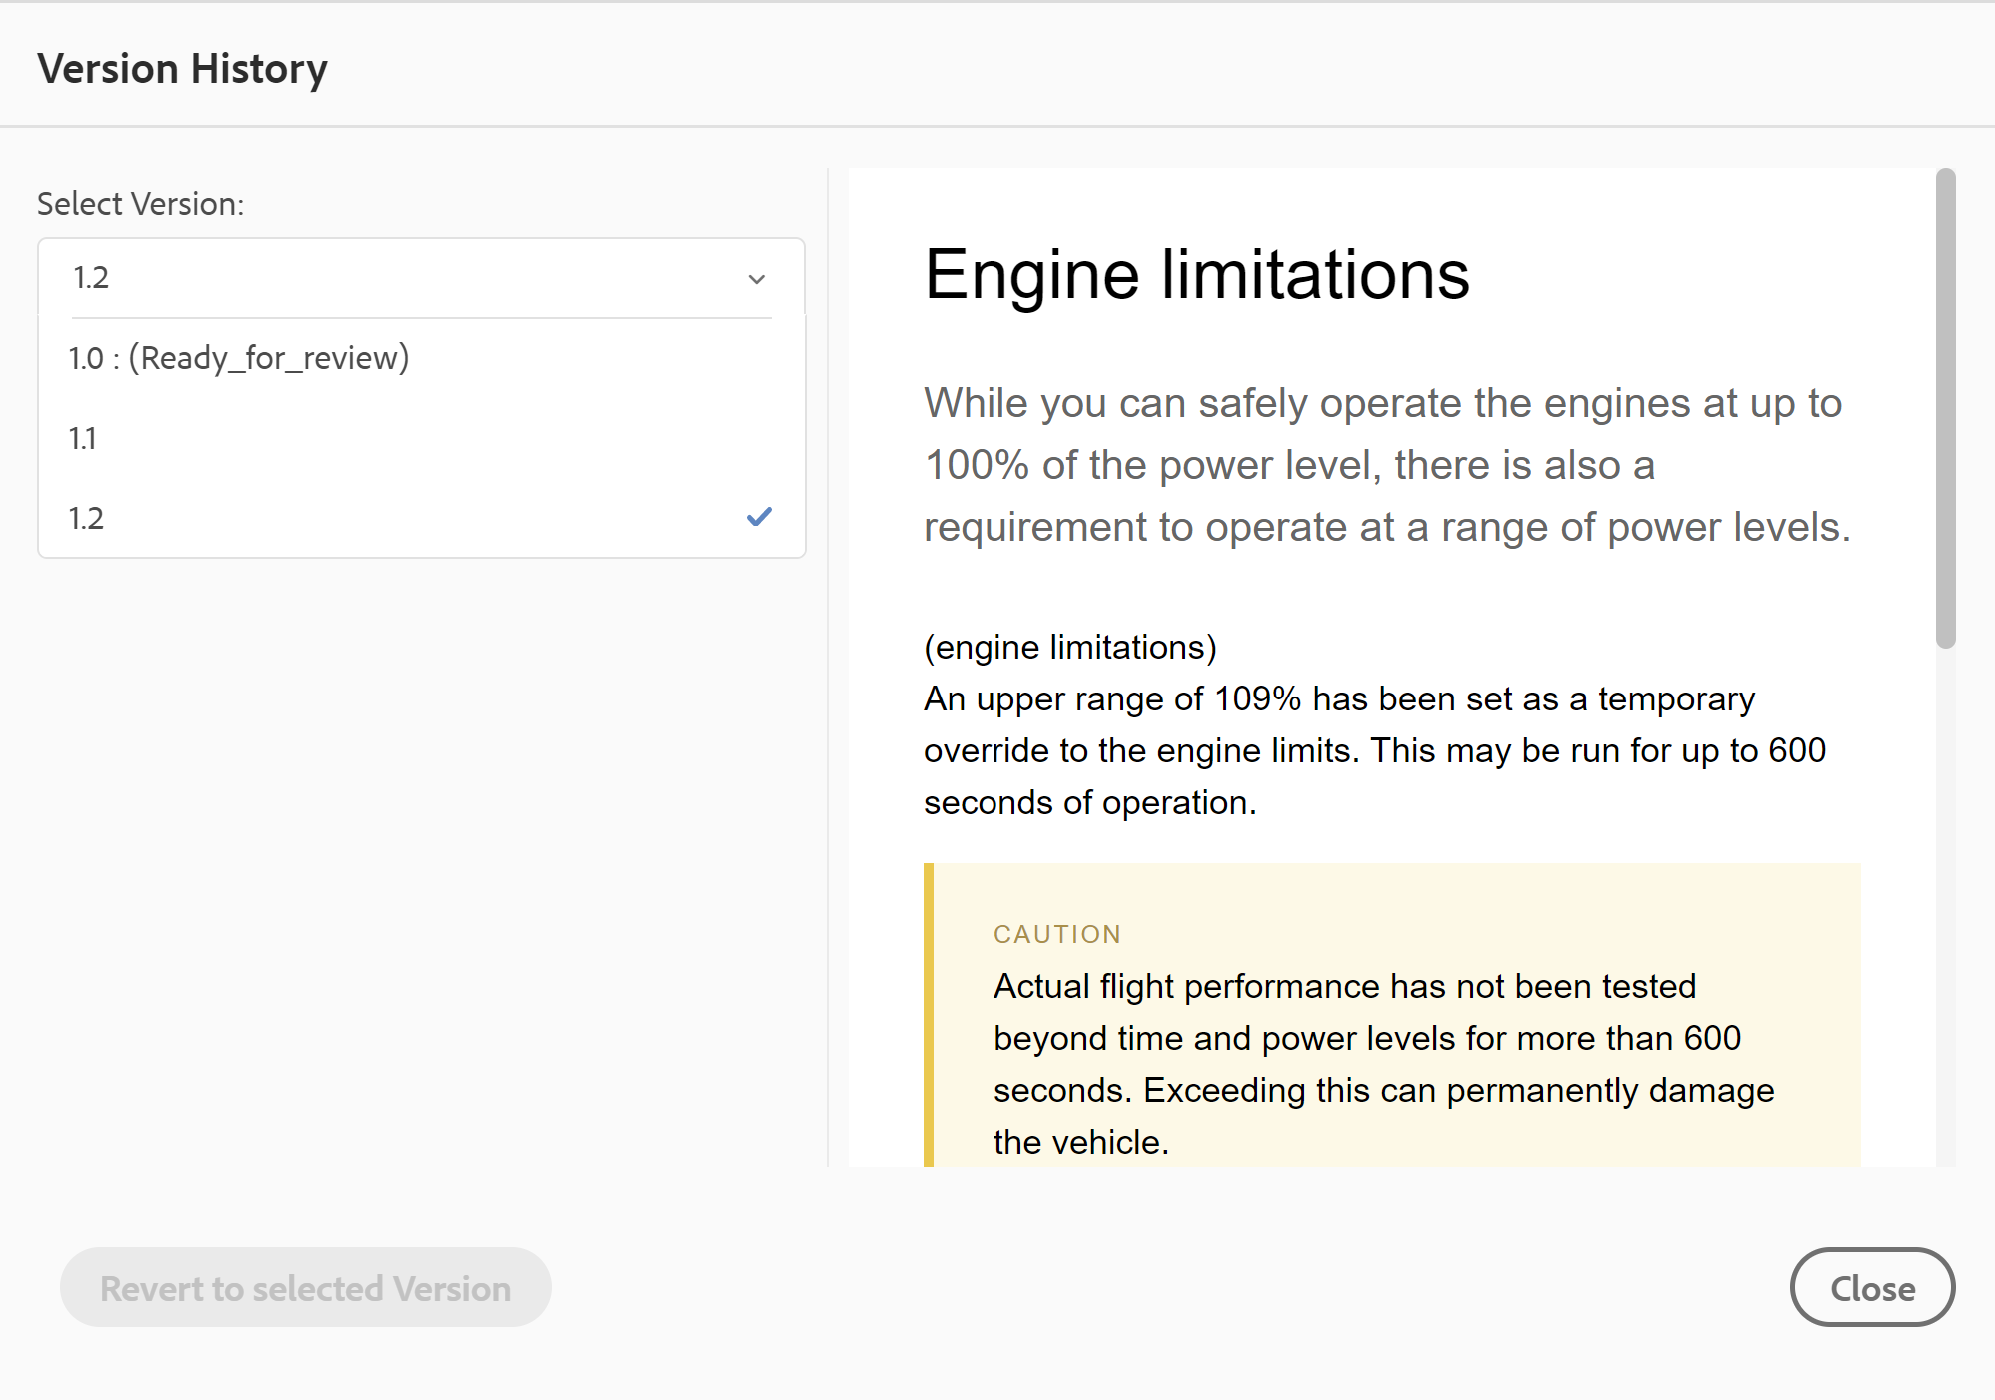 Version History
Select Version:
1.2
1.0 : (Ready_for_review)
1.1
1.2
Engine limitations
While you can safely operate the engines at up to
100% of the power level, there is also a
requirement to operate at a range of power levels.
(engine limitations)
An upper range of 109% has been set as a temporary
override to the engine limits. This may be run for up to 600
seconds of operation.
CAUTION
Actual flight performance has not been tested
beyond time and power levels for more than 600
seconds. Exceeding this can permanently damage
the vehicle.
Revert to selected Version
Close